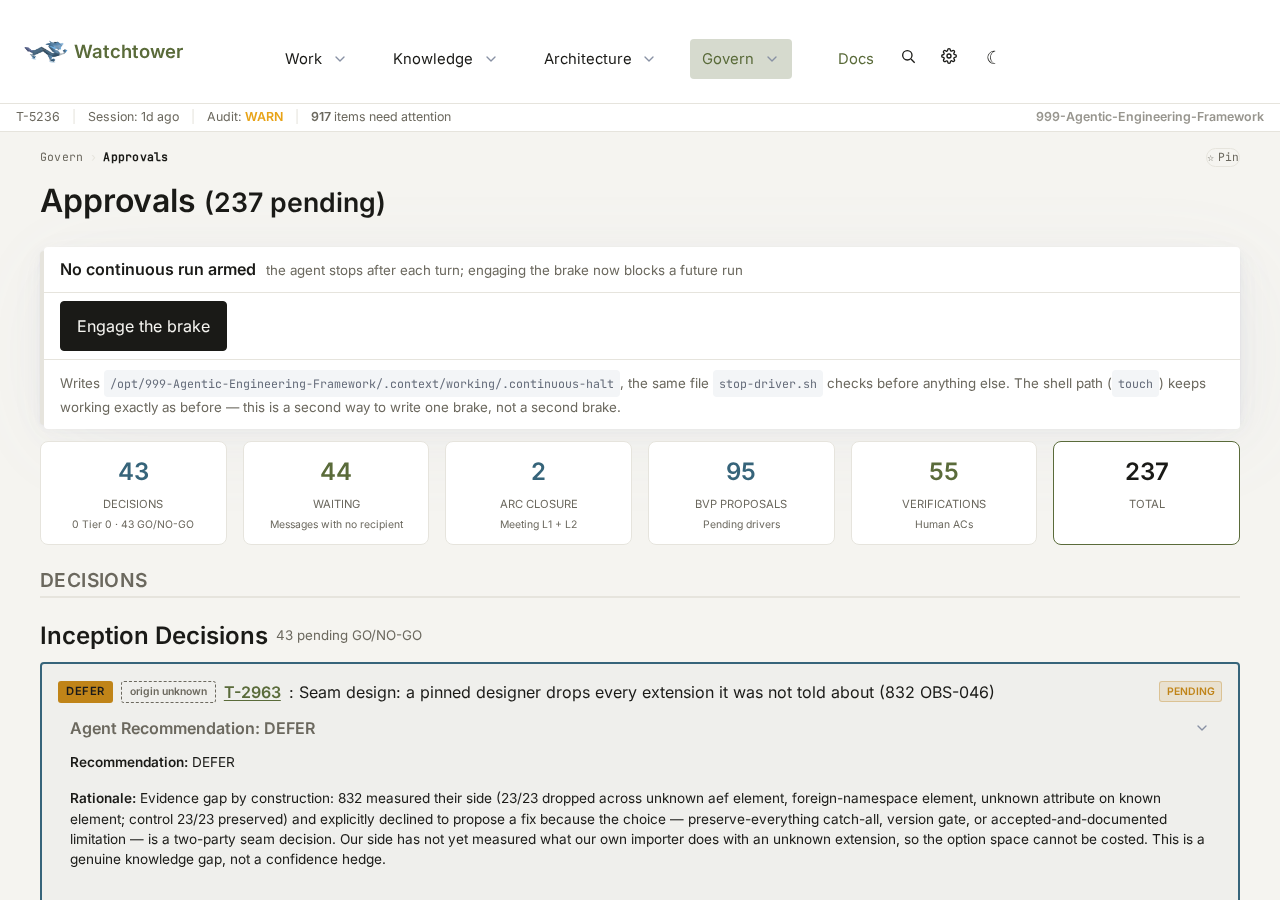 Watchtower
Work
Knowledge
Architecture
Govern
Docs
T-5236
Session: 1d ago
Audit: WARN
917 items need attention
999-Agentic-Engineering-Framework
Govern › Approvals
☆ Pin
Approvals (237 pending)
No continuous run armed the agent stops after each turn; engaging the brake now blocks a future run
Engage the brake
Writes /opt/999-Agentic-Engineering-Framework/.context/working/.continuous-halt, the same file stop-driver.sh checks before anything else. The shell path (touch) keeps
working exactly as before — this is a second way to write one brake, not a second brake.
43
DECISIONS
0 Tier 0 · 43 GO/NO-GO
44
WAITING
Messages with no recipient
2
ARC CLOSURE
Meeting L1 + L2
95
BVP PROPOSALS
Pending drivers
55
VERIFICATIONS
Human ACs
237
TOTAL
DECISIONS
Inception Decisions 43 pending GO/NO-GO
DEFER origin unknown T-2963 : Seam design: a pinned designer drops every extension it was not told about (832 OBS-046) PENDING
Agent Recommendation: DEFER
Recommendation: DEFER
Rationale: Evidence gap by construction: 832 measured their side (23/23 dropped across unknown aef element, foreign-namespace element, unknown attribute on known
element; control 23/23 preserved) and explicitly declined to propose a fix because the choice — preserve-everything catch-all, version gate, or accepted-and-documented
limitation — is a two-party seam decision. Our side has not yet measured what our own importer does with an unknown extension, so the option space cannot be costed. This is a
genuine knowledge gap, not a confidence hedge.